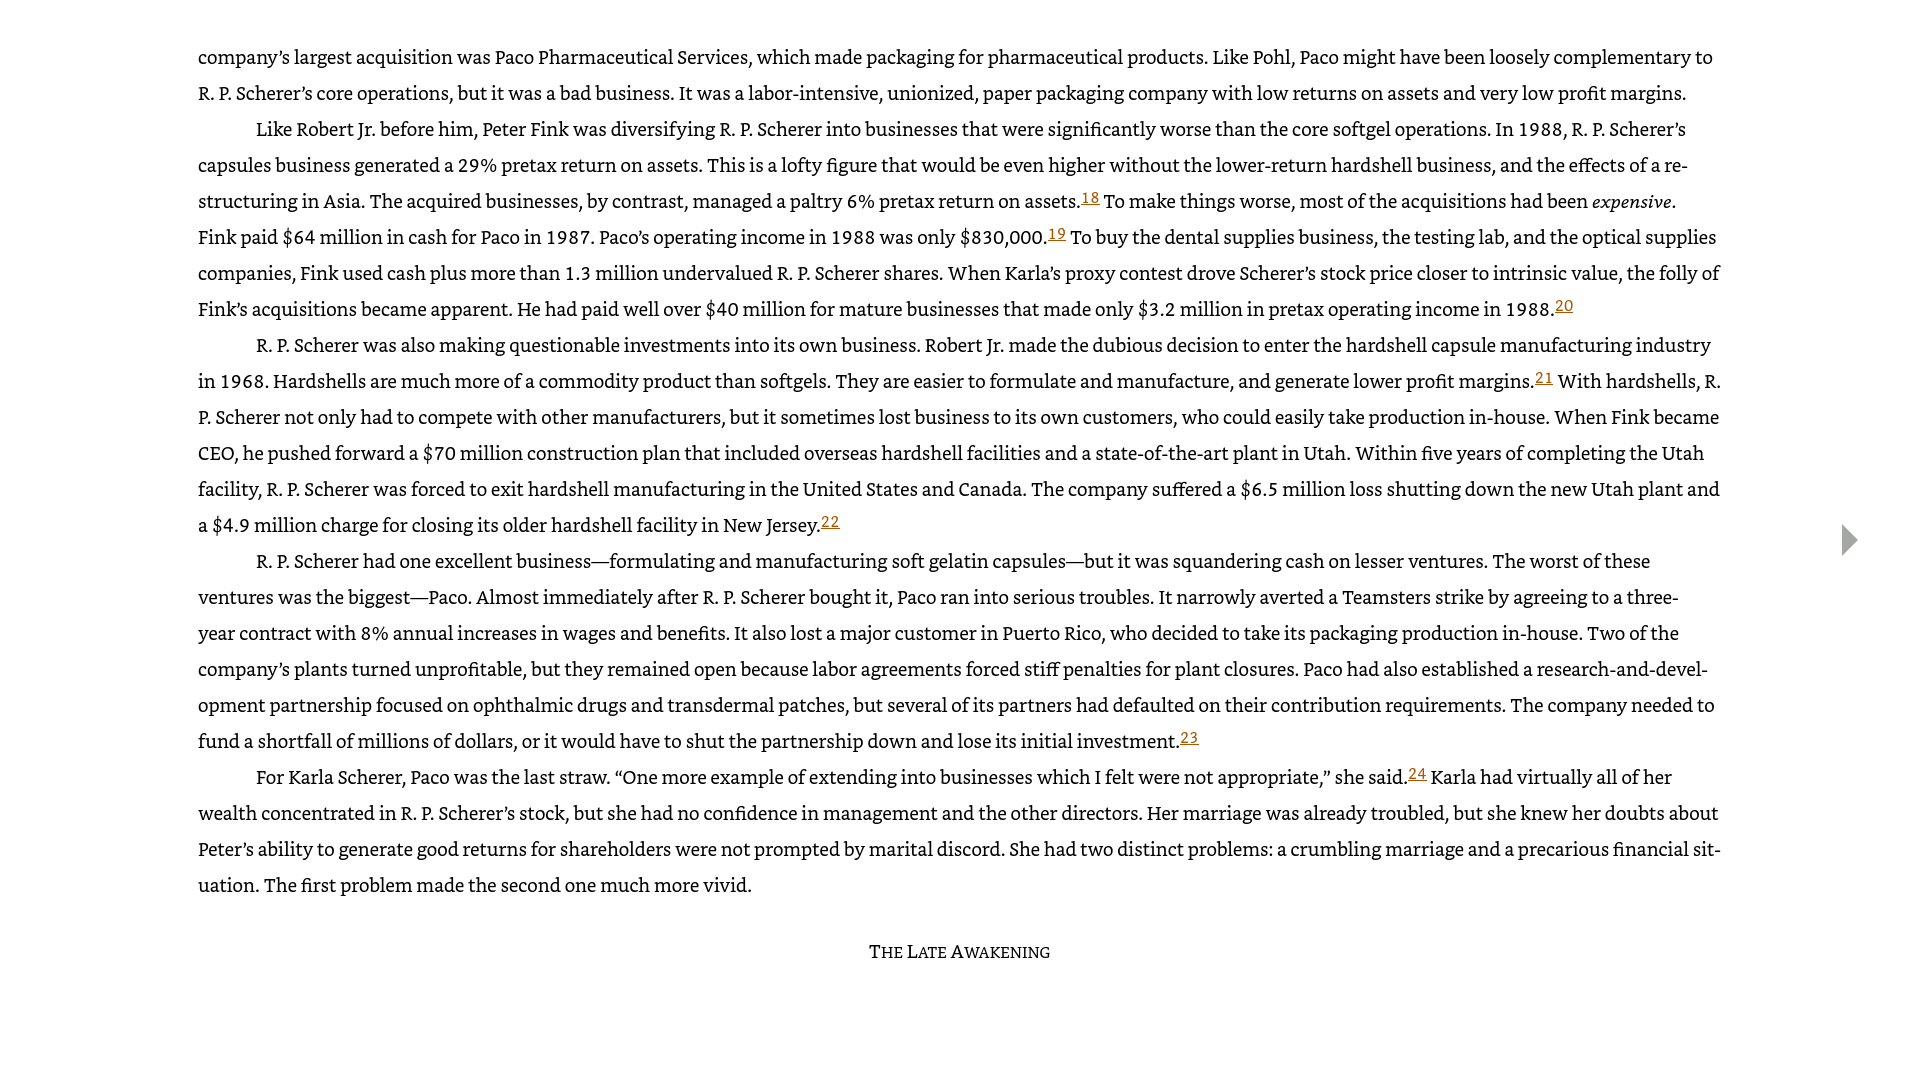 company’s largest acquisition was Paco Pharmaceutical Services, which made packaging for pharmaceutical products. Like Pohl, Paco might have been loosely complementary to
R. P. Scherer’s core operations, but it was a bad business. It was a labor-intensive, unionized, paper packaging company with low returns on assets and very low profit margins.
Like Robert Jr. before him, Peter Fink was diversifying R. P. Scherer into businesses that were significantly worse than the core softgel operations. In 1988, R. P. Scherer’s
capsules business generated a 29% pretax return on assets. This is a lofty figure that would be even higher without the lower-return hardshell business, and the effects of a re-
structuring in Asia. The acquired businesses, by contrast, managed a paltry 6% pretax return on assets.18 To make things worse, most of the acquisitions had been expensive.
Fink paid $64 million in cash for Paco in 1987. Paco’s operating income in 1988 was only $830,000.19 To buy the dental supplies business, the testing lab, and the optical supplies
companies, Fink used cash plus more than 1.3 million undervalued R. P. Scherer shares. When Karla’s proxy contest drove Scherer’s stock price closer to intrinsic value, the folly of
Fink’s acquisitions became apparent. He had paid well over $40 million for mature businesses that made only $3.2 million in pretax operating income in 1988.20
R. P. Scherer was also making questionable investments into its own business. Robert Jr. made the dubious decision to enter the hardshell capsule manufacturing industry
in 1968. Hardshells are much more of a commodity product than softgels. They are easier to formulate and manufacture, and generate lower profit margins.21 With hardshells, R.
P. Scherer not only had to compete with other manufacturers, but it sometimes lost business to its own customers, who could easily take production in-house. When Fink became
CEO, he pushed forward a $70 million construction plan that included overseas hardshell facilities and a state-of-the-art plant in Utah. Within five years of completing the Utah
facility, R. P. Scherer was forced to exit hardshell manufacturing in the United States and Canada. The company suffered a $6.5 million loss shutting down the new Utah plant and
a $4.9 million charge for closing its older hardshell facility in New Jersey.22
R. P. Scherer had one excellent business—formulating and manufacturing soft gelatin capsules—but it was squandering cash on lesser ventures. The worst of these
ventures was the biggest—Paco. Almost immediately after R. P. Scherer bought it, Paco ran into serious troubles. It narrowly averted a Teamsters strike by agreeing to a three-
year contract with 8% annual increases in wages and benefits. It also lost a major customer in Puerto Rico, who decided to take its packaging production in-house. Two of the
company’s plants turned unprofitable, but they remained open because labor agreements forced stiff penalties for plant closures. Paco had also established a research-and-devel-
opment partnership focused on ophthalmic drugs and transdermal patches, but several of its partners had defaulted on their contribution requirements. The company needed to
fund a shortfall of millions of dollars, or it would have to shut the partnership down and lose its initial investment.23
For Karla Scherer, Paco was the last straw. “One more example of extending into businesses which I felt were not appropriate,” she said.24 Karla had virtually all of her
wealth concentrated in R. P. Scherer’s stock, but she had no confidence in management and the other directors. Her marriage was already troubled, but she knew her doubts about
Peter’s ability to generate good returns for shareholders were not prompted by marital discord. She had two distinct problems: a crumbling marriage and a precarious financial sit-
uation. The first problem made the second one much more vivid.
THE LATE AWAKENING